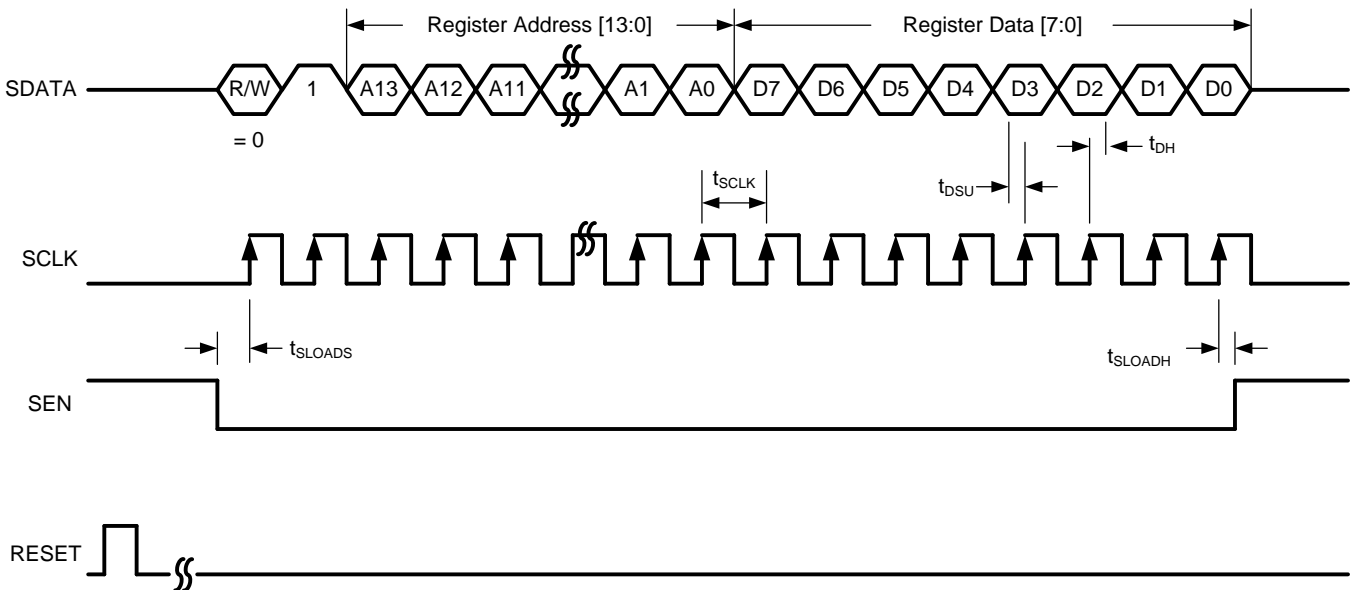 Register Address [13:0] Register Data [7:0]
SDATA R/W 1 A13 A12 A11 A1 A0 D7 D6 D5 D4 D3 D2 D1 D0
= 0
tDH
tSCLK
tDSU
SCLK
tSLOADS
tSLOADH
SEN
RESET